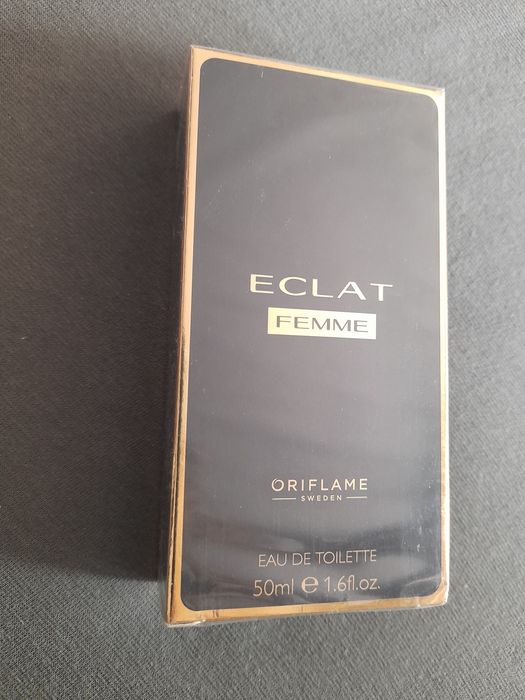 ECLAT
FEMME
ORIFLAME
SWEDEN
EAU DE TOILETTE
50ml ℮ 1.6fl.oz.